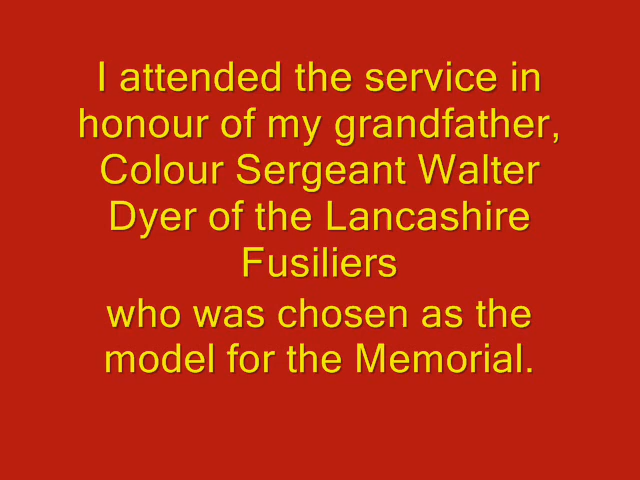 I attended the service in
honour of my grandfather,
Colour Sergeant Walter
Dyer of the Lancashire
Fusiliers
who was chosen as the
model for the Memorial.